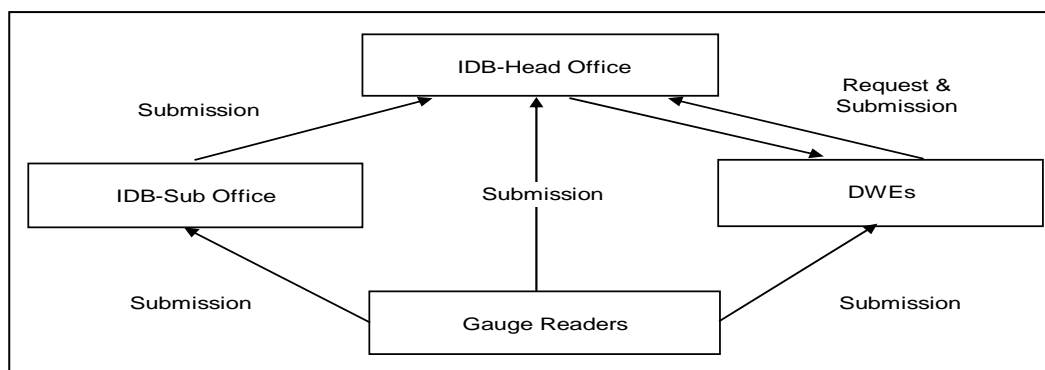 IDB-Head Office
Request &
Submission
Submission
IDB-Sub Office
Submission
DWEs
Submission
Gauge Readers
Submission